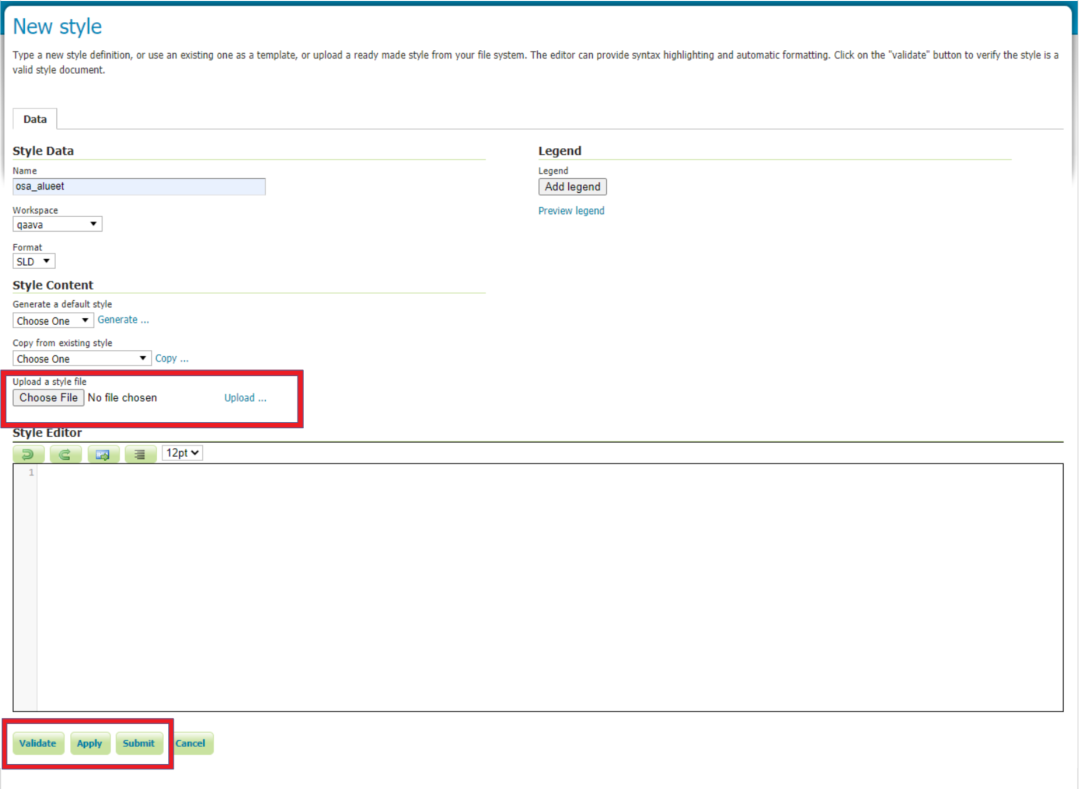 New style
Type a new style definition, or use an existing one as a template, or upload a ready made style from your file system. The editor can provide syntax highlighting and automatic formatting. Click on the "validate" button to verify the style is a
valid style document.
Data
Style Data
Name
osa_alueet
Workspace
qaava
Format
SLD
Legend
Legend
Add legend
Preview legend
Style Content
Generate a default style
Choose One Generate ...
Copy from existing style
Choose One Copy ...
Upload a style file
Choose File No file chosen Upload ...
Style Editor
12pt
1
Validate Apply Submit Cancel